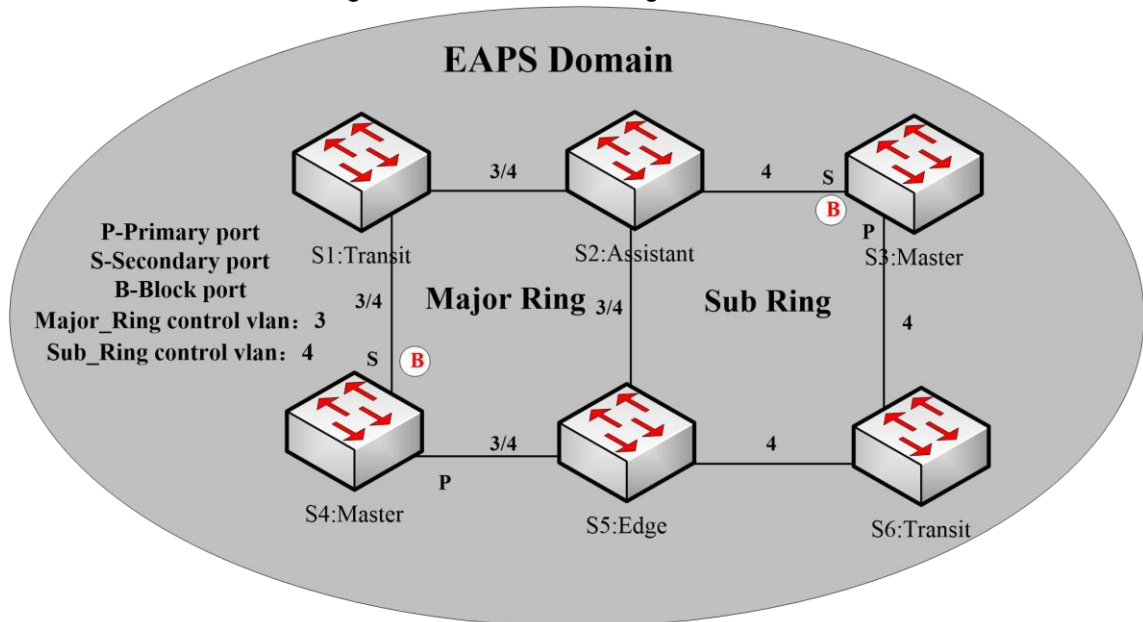 EAPS Domain
3/4
4
S
B
P
S1:Transit
S2:Assistant
S3:Master
P-Primary port
S-Secondary port
B-Block port
Major_Ring control vlan：3
Sub_Ring control vlan：4
3/4
Major Ring
3/4
Sub Ring
4
S
B
3/4
P
4
S4:Master
S5:Edge
S6:Transit